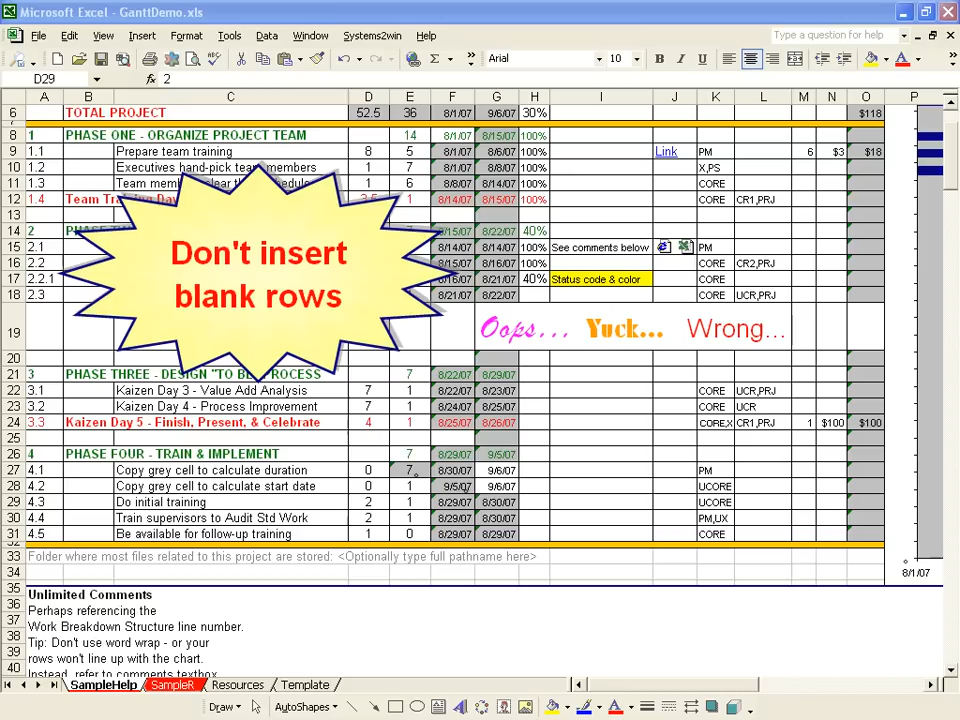 Microsoft Excel - GanttDemo.xls
File Edit View Insert Format Tools Data Window Systems2win Help Type a question for help
Arial 10 B I U
D29 fx 2
A B C D E F G H I J K L M N O P
6 TOTAL PROJECT 52.5 36 8/1/07 9/6/07 30% $118
8 1 PHASE ONE - ORGANIZE PROJECT TEAM 14 8/1/07 8/15/07 100%
9 1.1 Prepare team training 8 5 8/1/07 8/6/07 100% Link PM 6 $3 $18
10 1.2 Executives hand-pick team members 1 7 8/1/07 8/8/07 100% X,PS
11 1.3 Team 1 6 8/8/07 8/14/07 100% CORE
12 1.4 Team 1 8/14/07 8/15/07 100% CORE CR1,PRJ
13
14 2 8/15/07 8/22/07 40%
15 2.1 8/14/07 8/14/07 100% See comments below PM
16 2.2 8/15/07 8/16/07 100% CORE CR2,PRJ
17 2.2.1 8/16/07 8/21/07 40% Status code & color CORE
18 2.3 8/21/07 8/22/07 CORE UCR,PRJ
Don't insert
blank rows
19 Oops... Yuck... Wrong...
20
21 3 PHASE THREE - DESIGN "TO BE" PROCESS 7 8/22/07 8/29/07
22 3.1 Kaizen Day 3 - Value Add Analysis 7 1 8/22/07 8/23/07 CORE UCR,PRJ
23 3.2 Kaizen Day 4 - Process Improvement 7 1 8/24/07 8/25/07 CORE UCR
24 3.3 Kaizen Day 5 - Finish, Present, & Celebrate 4 1 8/25/07 8/26/07 CORE,X CR1,PRJ 1 $100 $100
25
26 4 PHASE FOUR - TRAIN & IMPLEMENT 7 8/29/07 9/5/07
27 4.1 Copy grey cell to calculate duration 0 7 8/30/07 9/6/07 PM
28 4.2 Copy grey cell to calculate start date 0 1 9/5/07 9/6/07 UCORE
29 4.3 Do initial training 2 1 8/29/07 8/30/07 UCORE
30 4.4 Train supervisors to Audit Std Work 2 1 8/29/07 8/30/07 PM,UX
31 4.5 Be available for follow-up training 1 0 8/29/07 8/29/07 CORE
33 Folder where most files related to this project are stored: <Optionally type full pathname here>
34 8/1/07
35 Unlimited Comments
36 Perhaps referencing the
37 Work Breakdown Structure line number.
38 Tip: Don't use word wrap - or your
39 rows won't line up with the chart.
40 Instead, refer to comments textbox
SampleHelp SampleR Resources Template
Draw AutoShapes